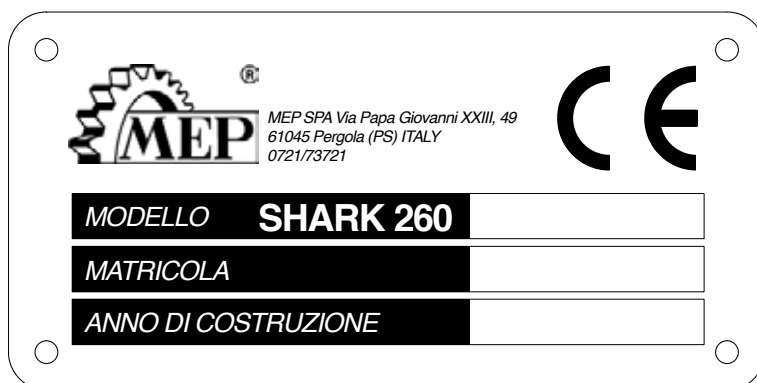 ®
MEP
MEP SPA Via Papa Giovanni XXIII, 49
61045 Pergola (PS) ITALY
0721/73721
CE
MODELLO SHARK 260
MATRICOLA
ANNO DI COSTRUZIONE